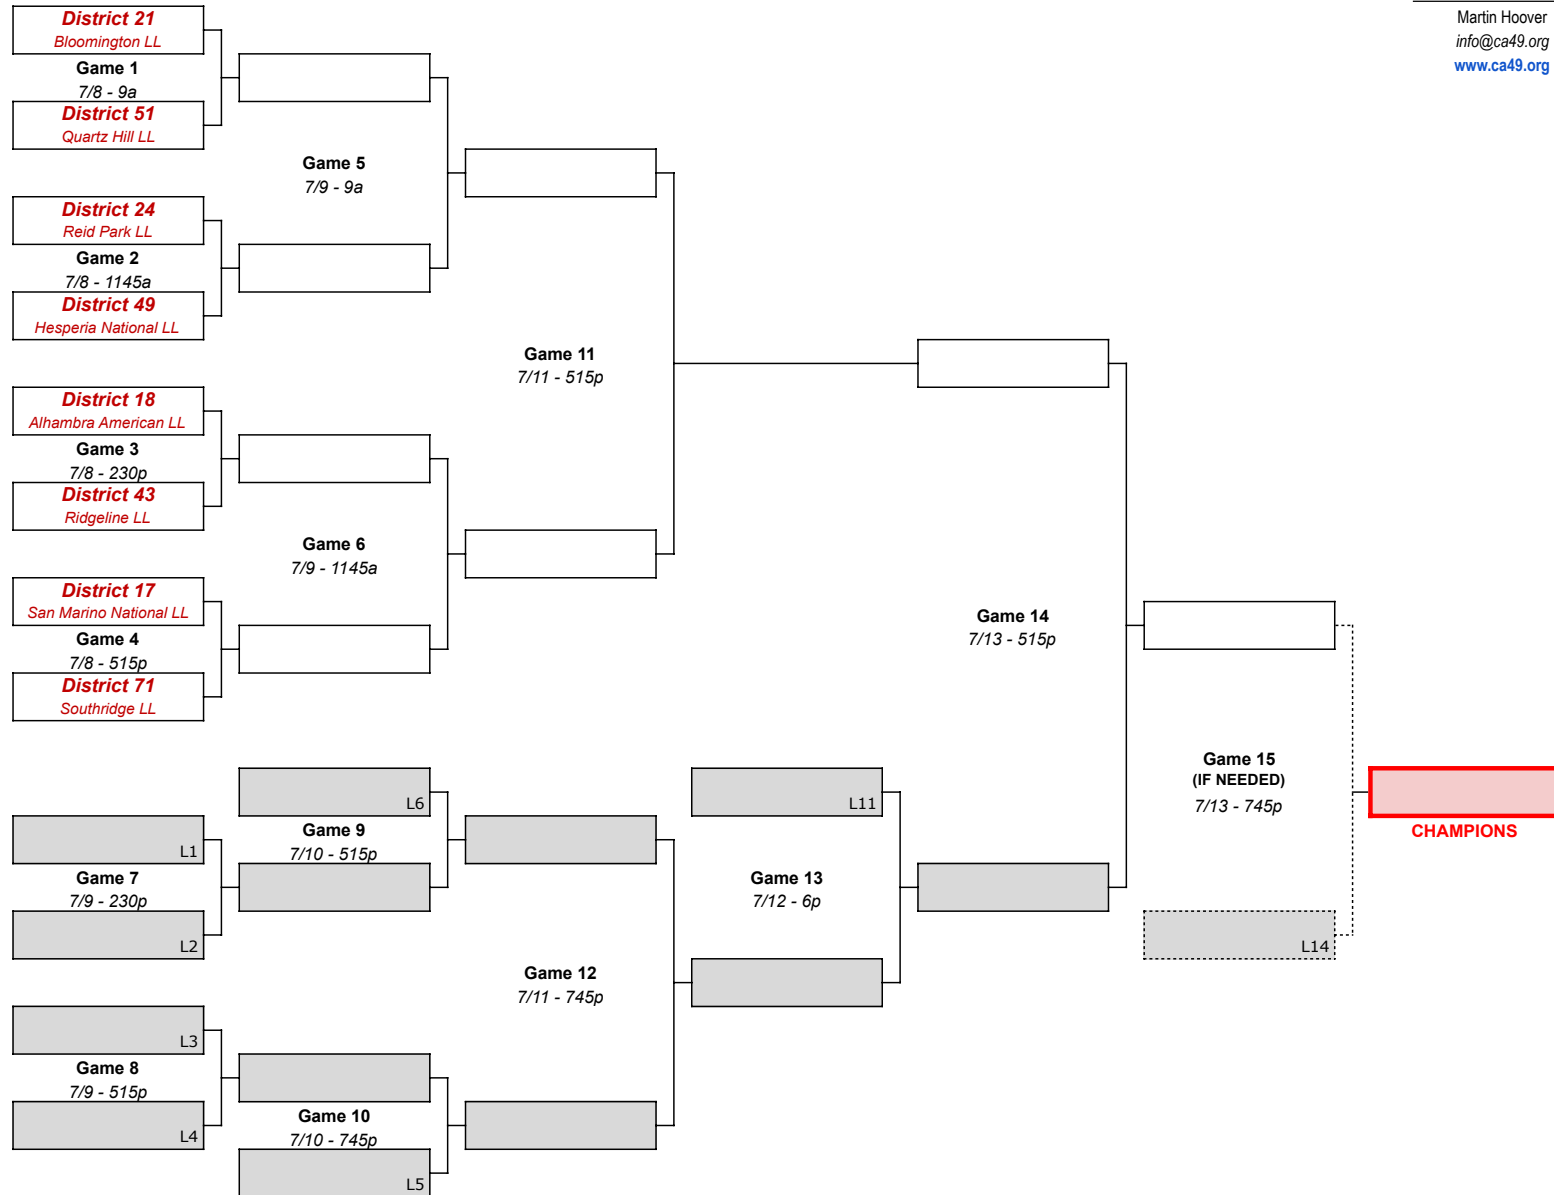 Martin Hoover
info@ca49.org
www.ca49.org
District 21
Bloomington LL
Game 1
7/8 - 9a
District 51
Quartz Hill LL
Game 5
7/9 - 9a
District 24
Reid Park LL
Game 2
7/8 - 1145a
District 49
Hesperia National LL
Game 11
7/11 - 515p
District 18
Alhambra American LL
Game 3
7/8 - 230p
District 43
Ridgeline LL
Game 6
7/9 - 1145a
District 17
San Marino National LL
Game 4
7/8 - 515p
District 71
Southridge LL
Game 14
7/13 - 515p
Game 15
(IF NEEDED)
7/13 - 745p
CHAMPIONS
L6
L11
Game 9
7/10 - 515p
L1
Game 7
7/9 - 230p
L2
Game 13
7/12 - 6p
L14
Game 12
7/11 - 745p
L3
Game 8
7/9 - 515p
L4
Game 10
7/10 - 745p
L5